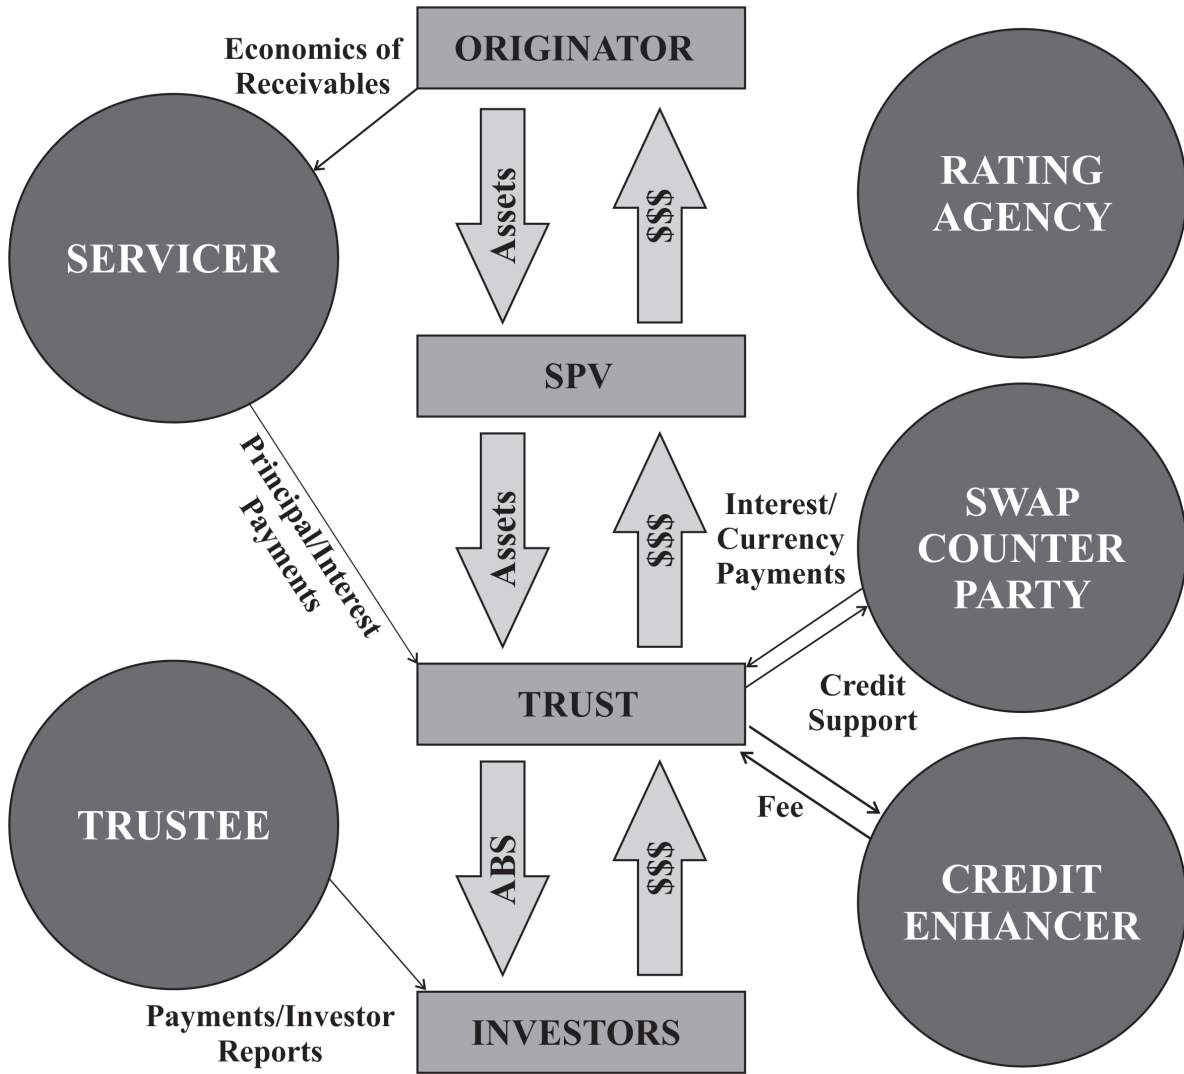 Economics of
Receivables
ORIGINATOR
RATING
AGENCY
SERVICER
Assets
$$$
SPV
Principal/Interest
Payments
Assets
$$$
Interest/
Currency
Payments
SWAP
COUNTER
PARTY
TRUST
Credit
Support
Fee
TRUSTEE
ABS
$$$
CREDIT
ENHANCER
Payments/Investor
Reports
INVESTORS